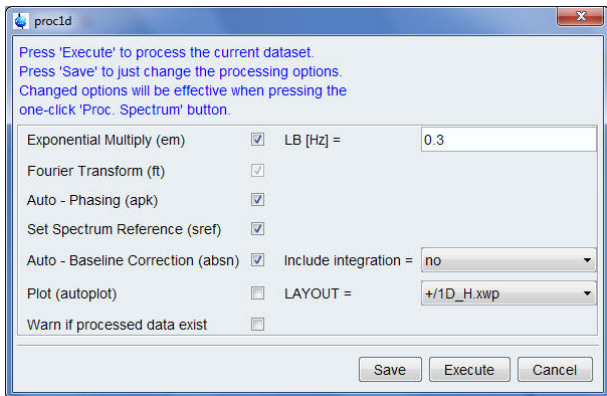 proc1d
Press 'Execute' to process the current dataset.
Press 'Save' to just change the processing options.
Changed options will be effective when pressing the
one-click 'Proc. Spectrum' button.
Exponential Multiply (em) LB [Hz] = 0.3
Fourier Transform (ft)
Auto - Phasing (apk)
Set Spectrum Reference (sref)
Auto - Baseline Correction (absn) Include integration = no
Plot (autoplot) LAYOUT = +/1D_H.xwp
Warn if processed data exist
Save Execute Cancel